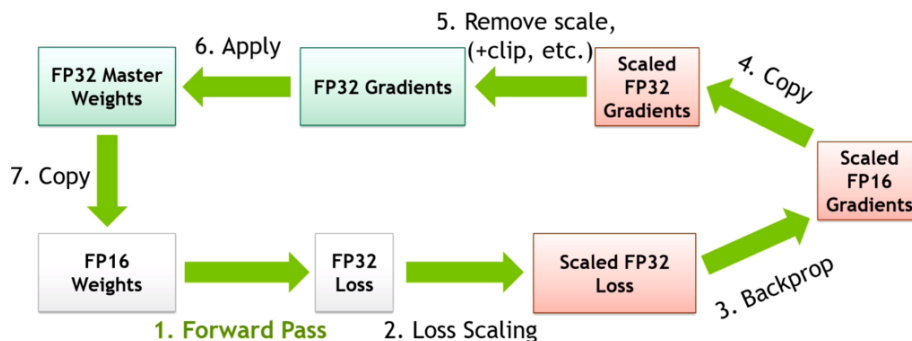 5. Remove scale,
(+clip, etc.)
6. Apply
FP32 Master
Weights
FP32 Gradients
Scaled
FP32
Gradients
4. Copy
Scaled
FP16
Gradients
7. Copy
FP16
Weights
FP32
Loss
Scaled FP32
Loss
3. Backprop
1. Forward Pass
2. Loss Scaling